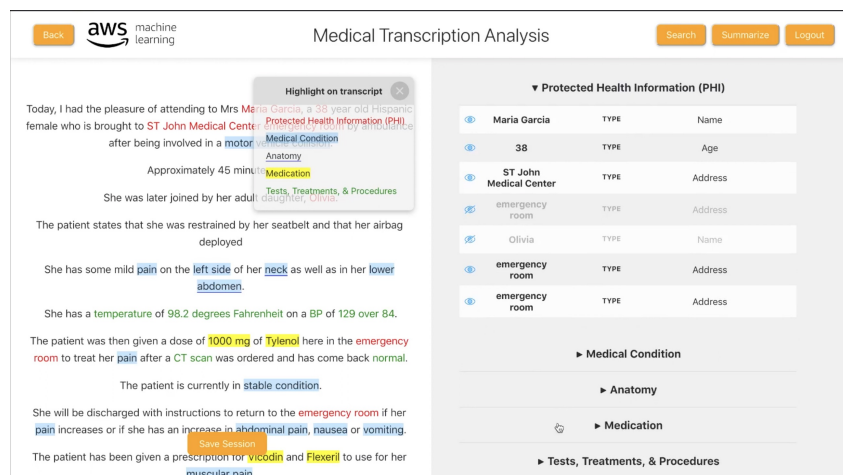 Back
aws machine
learning
Medical Transcription Analysis
Search Summarize Logout
Highlight on transcript
Protected Health Information (PHI)
Medical Condition
Anatomy
Medication
Tests, Treatments, & Procedures
Today, I had the pleasure of attending to Mrs Maria Garcia, a 38 year old Hispanic
female who is brought to ST John Medical Center emergency room by ambulance
after being involved in a motor vehicle collision.
Approximately 45 minute
She was later joined by her adult daughter, Olivia.
The patient states that she was restrained by her seatbelt and that her airbag
deployed
She has some mild pain on the left side of her neck as well as in her lower
abdomen.
She has a temperature of 98.2 degrees Fahrenheit on a BP of 129 over 84.
The patient was then given a dose of 1000 mg of Tylenol here in the emergency
room to treat her pain after a CT scan was ordered and has come back normal.
The patient is currently in stable condition.
She will be discharged with instructions to return to the emergency room if her
pain increases or if she has an increase in abdominal pain, nausea or vomiting.
Save Session
The patient has been given a prescription for Vicodin and Flexeril to use for her
muscular pain
▾ Protected Health Information (PHI)
Maria Garcia TYPE Name
38 TYPE Age
ST John
Medical Center TYPE Address
emergency
room TYPE Address
Olivia TYPE Name
emergency
room TYPE Address
emergency
room TYPE Address
▸ Medical Condition
▸ Anatomy
▸ Medication
▸ Tests, Treatments, & Procedures